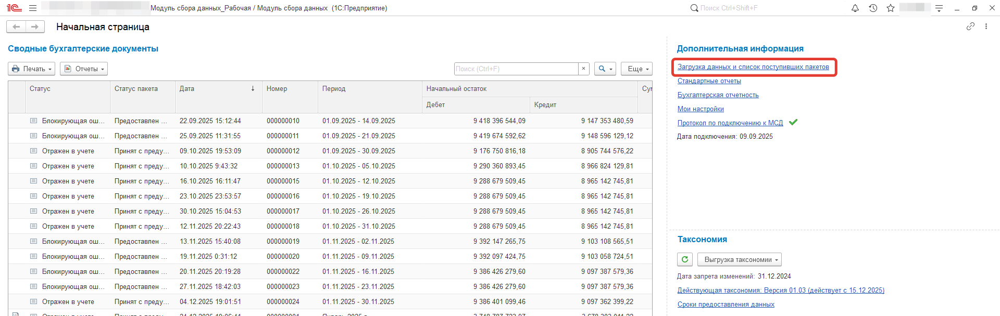 1С Модуль сбора данных_Рабочая / Модуль сбора данных (1С:Предприятие) Поиск Ctrl+Shift+F
Начальная страница
Сводные бухгалтерские документы
Печать Отчеты Поиск (Ctrl+F) × Еще
Статус Статус пакета Дата ↓ Номер Период Начальный остаток
Дебет Кредит
Блокирующая ош... Предоставлен ... 22.09.2025 15:12:44 000000010 01.09.2025 - 14.09.2025 9 418 396 544,09 9 147 353 480,59
Блокирующая ош... Предоставлен ... 25.09.2025 11:31:55 000000011 01.09.2025 - 21.09.2025 9 419 674 592,62 9 148 596 129,12
Отражен в учете Принят с преду... 09.10.2025 19:53:09 000000012 01.09.2025 - 30.09.2025 9 176 750 816,18 8 905 744 576,22
Отражен в учете Принят с преду... 10.10.2025 9:43:32 000000013 01.10.2025 - 05.10.2025 9 290 360 893,45 8 966 824 129,81
Отражен в учете Принят с преду... 16.10.2025 16:11:47 000000015 01.10.2025 - 12.10.2025 9 288 679 509,45 8 965 142 745,81
Отражен в учете Принят с преду... 23.10.2025 23:53:57 000000016 01.10.2025 - 19.10.2025 9 288 679 509,45 8 965 142 745,81
Отражен в учете Принят с преду... 30.10.2025 15:04:53 000000017 01.10.2025 - 26.10.2025 9 288 679 509,45 8 965 142 745,81
Отражен в учете Принят с преду... 12.11.2025 20:22:43 000000018 01.10.2025 - 31.10.2025 9 288 679 509,45 8 965 142 745,81
Блокирующая ош... Предоставлен ... 13.11.2025 15:40:08 000000019 01.11.2025 - 02.11.2025 9 392 147 265,75 9 103 108 565,51
Блокирующая ош... Предоставлен ... 19.11.2025 0:31:12 000000020 01.11.2025 - 09.11.2025 9 392 097 424,75 9 103 058 724,51
Блокирующая ош... Предоставлен ... 20.11.2025 20:19:28 000000022 01.11.2025 - 16.11.2025 9 386 426 279,60 9 097 387 579,36
Блокирующая ош... Предоставлен ... 27.11.2025 18:42:03 000000023 01.11.2025 - 23.11.2025 9 386 426 279,60 9 097 387 579,36
Отражен в учете Принят с преду... 04.12.2025 19:01:51 000000024 01.11.2025 - 30.11.2025 9 386 401 099,46 9 097 362 399,22
Дополнительная информация
Загрузка данных и список поступивших пакетов
Стандартные отчеты
Бухгалтерская отчетность
Мои настройки
Протокол по подключению к МСД
Дата подключения: 09.09.2025
Таксономия
Выгрузка таксономии
Дата запрета изменений: 31.12.2024
Действующая таксономия: Версия 01.03 (действует с 15.12.2025)
Сроки предоставления данных